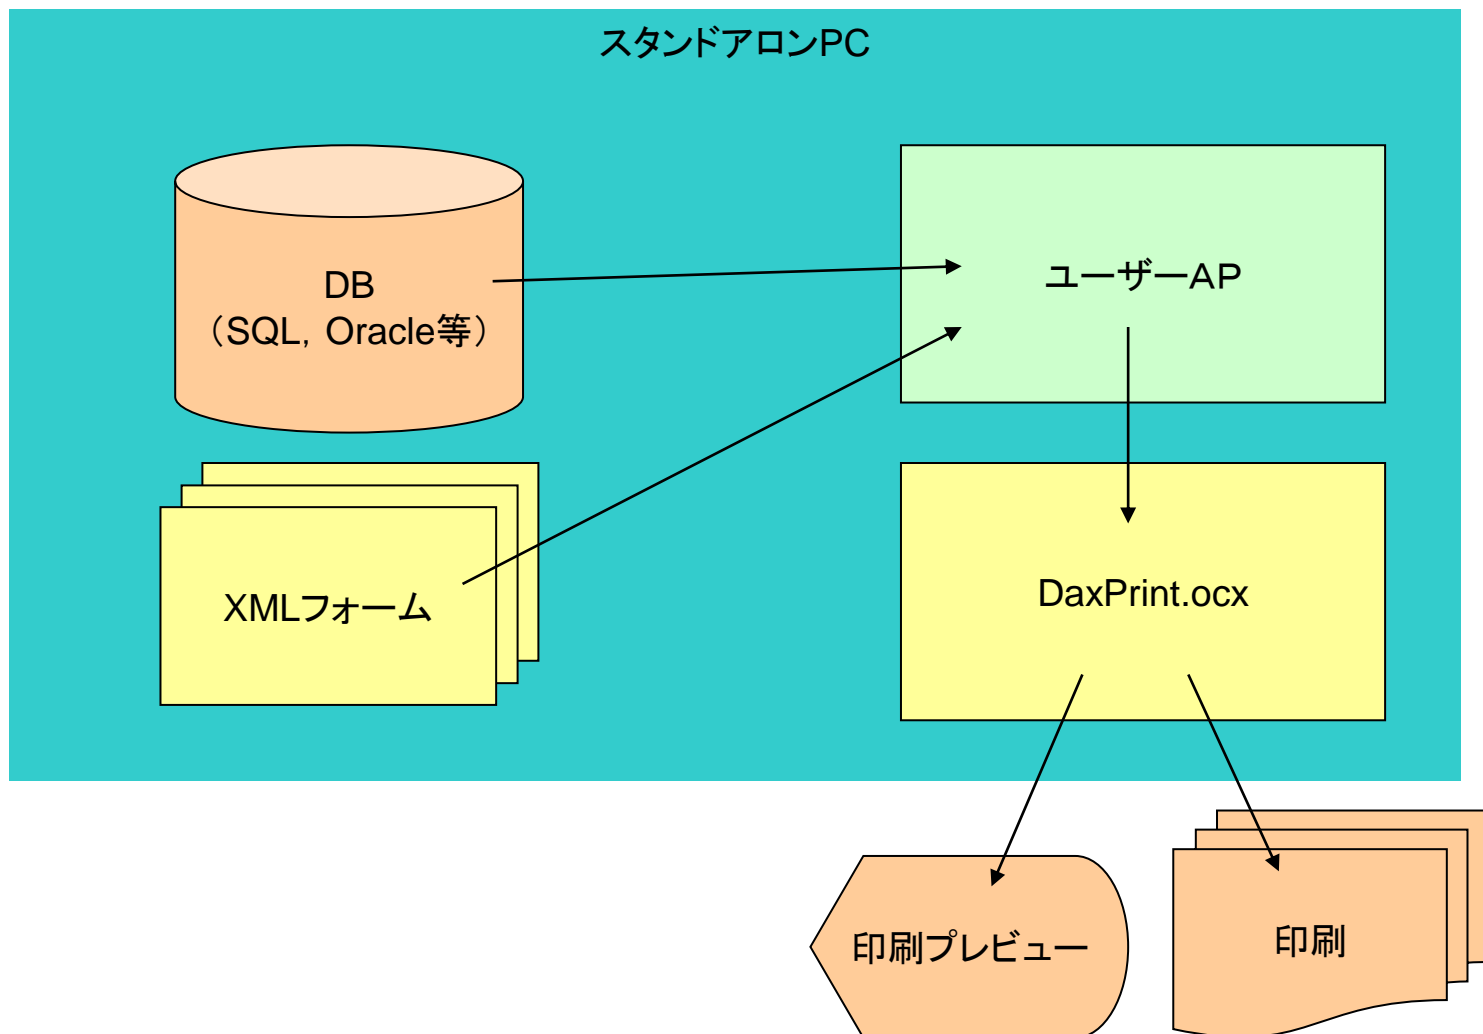 スタンドアロンPC
DB
（SQL，Oracle等）
ユーザーAP
XMLフォーム
DaxPrint.ocx
印刷プレビュー
印刷